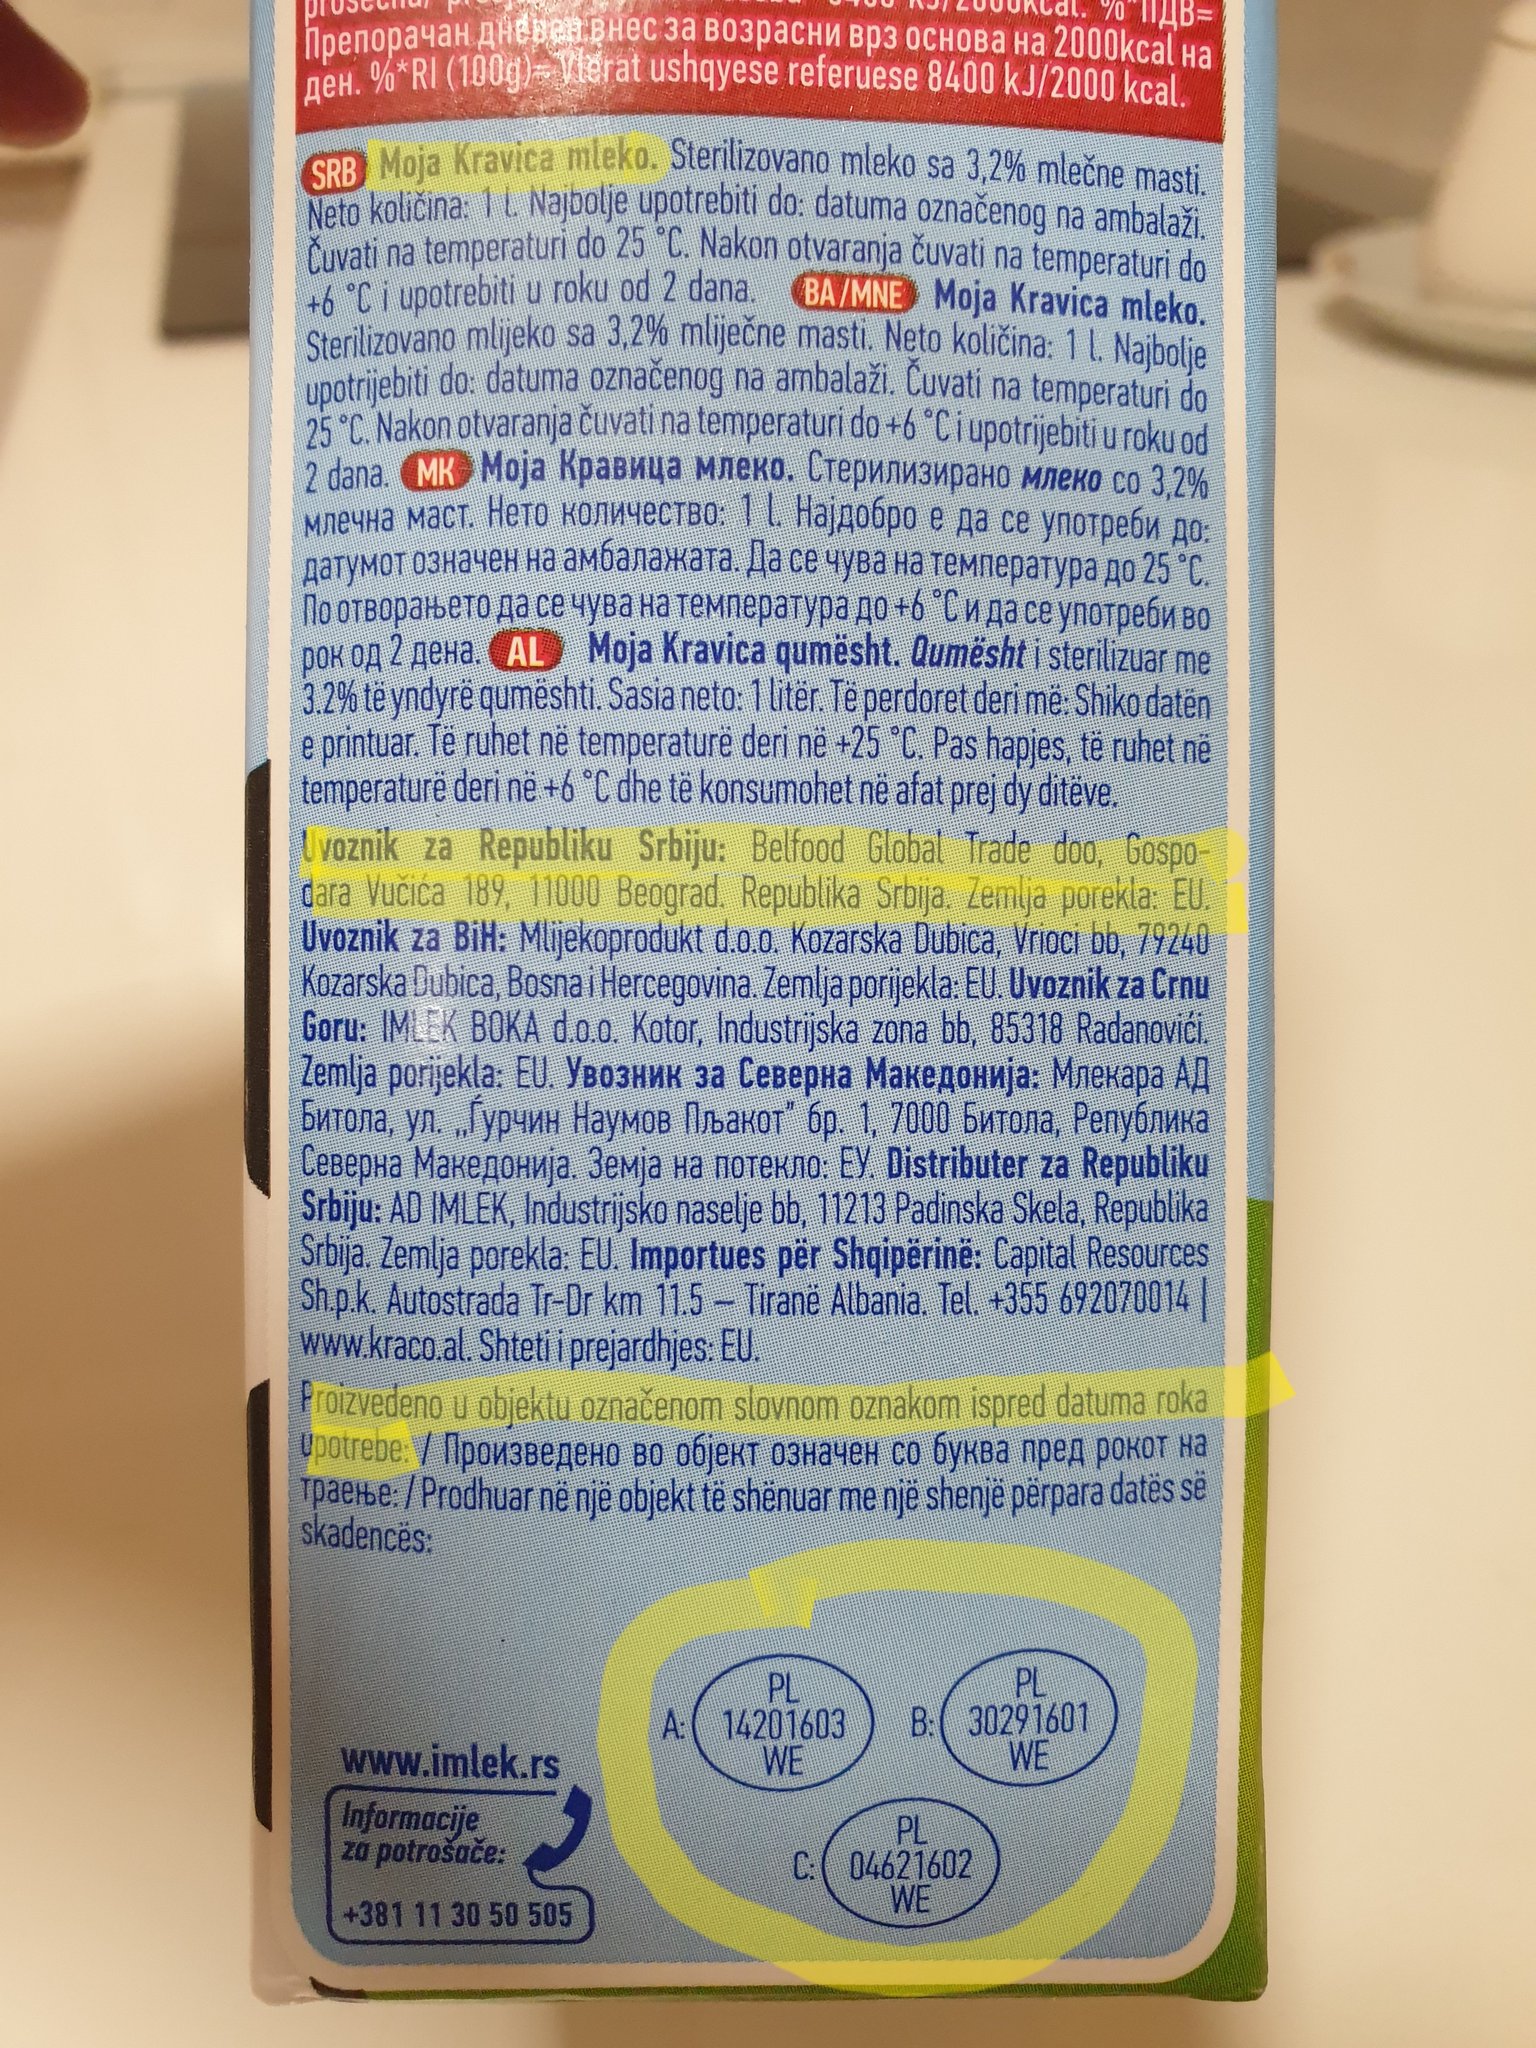 Препорачан дневен внес за возрасни врз основа на 2000kcal на
ден. %*RI (100g)= Vlerat ushqyese referuese 8400 kJ/2000 kcal.
SRB Moja Kravica mleko. Sterilizovano mleko sa 3,2% mlečne masti.
Neto količina: 1 l. Najbolje upotrebiti do: datuma označenog na ambalaži.
Čuvati na temperaturi do 25 °C. Nakon otvaranja čuvati na temperaturi do
+6 °C i upotrebiti u roku od 2 dana. BA/MNE Moja Kravica mleko.
Sterilizovano mlijeko sa 3,2% mliječne masti. Neto količina: 1 l. Najbolje
upotrijebiti do: datuma označenog na ambalaži. Čuvati na temperaturi do
25 °C. Nakon otvaranja čuvati na temperaturi do +6 °C i upotrijebiti u roku od
2 dana. MK Моја Кравица млеко. Стерилизирано млеко со 3,2%
млечна маст. Нето количество: 1 l. Најдобро е да се употреби до:
датумот означен на амбалажата. Да се чува на температура до 25 °C.
По отворањето да се чува на температура до +6 °C и да се употреби во
рок од 2 дена. AL Moja Kravica qumësht. Qumësht i sterilizuar me
3.2% të yndyrë qumështi. Sasia neto: 1 litër. Të perdoret deri më: Shiko datën
e printuar. Të ruhet në temperaturë deri në +25 °C. Pas hapjes, të ruhet në
temperaturë deri në +6 °C dhe të konsumohet në afat prej dy ditëve.
Uvoznik za Republiku Srbiju: Belfood Global Trade doo, Gospo-
dara Vučića 189, 11000 Beograd. Republika Srbija. Zemlja porekla: EU.
Uvoznik za BiH: Mlijekoprodukt d.o.o. Kozarska Dubica, Vrioci bb, 79240
Kozarska Dubica, Bosna i Hercegovina. Zemlja porijekla: EU. Uvoznik za Crnu
Goru: IMLEK BOKA d.o.o. Kotor, Industrijska zona bb, 85318 Radanovići.
Zemlja porijekla: EU. Увозник за Северна Македонија: Млекара АД
Битола, ул. „Ѓурчин Наумов Пљакот" бр. 1, 7000 Битола, Република
Северна Македонија. Земја на потекло: ЕУ. Distributer za Republiku
Srbiju: AD IMLEK, Industrijsko naselje bb, 11213 Padinska Skela, Republika
Srbija. Zemlja porekla: EU. Importues për Shqipërinë: Capital Resources
Sh.p.k. Autostrada Tr-Dr km 11.5 – Tiranë Albania. Tel. +355 692070014 |
www.kraco.al. Shteti i prejardhjes: EU.
Proizvedeno u objektu označenom slovnom oznakom ispred datuma roka
upotrebe: / Произведено во објект означен со буква пред рокот на
траење: / Prodhuar në një objekt të shënuar me një shenjë përpara datës së
skadencës:
A: PL 14201603 WE
B: PL 30291601 WE
C: PL 04621602 WE
www.imlek.rs
Informacije
za potrošače:
+381 11 30 50 505